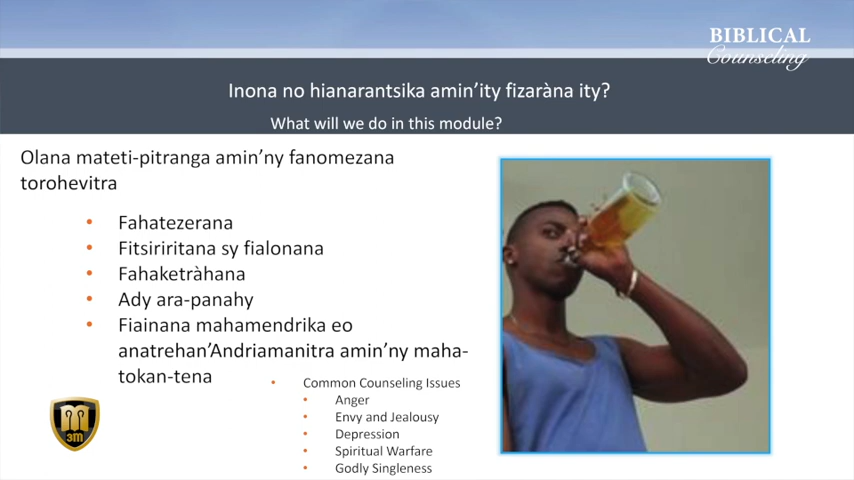 BIBLICAL
Counseling
Inona no hianarantsika amin’ity fizaràna ity?
What will we do in this module?
Olana mateti-pitranga amin’ny fanomezana
torohevitra
• Fahatezerana
• Fitsiriritana sy fialonana
• Fahaketràhana
• Ady ara-panahy
• Fiainana mahamendrika eo
anatrehan’Andriamanitra amin’ny maha-
tokan-tena
• Common Counseling Issues
• Anger
• Envy and Jealousy
• Depression
• Spiritual Warfare
• Godly Singleness
3M